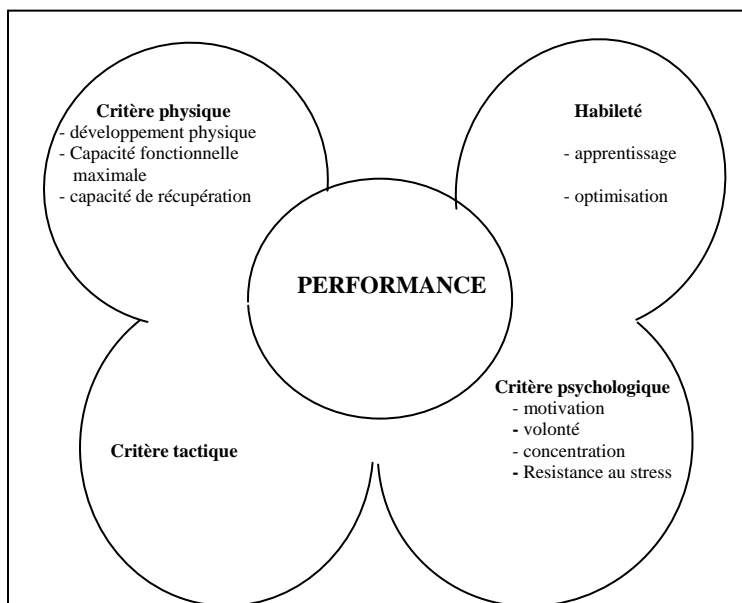 Critère physique
- développement physique
- Capacité fonctionnelle
maximale
- capacité de récupération
Habileté
- apprentissage
- optimisation
PERFORMANCE
Critère tactique
Critère psychologique
- motivation
- volonté
- concentration
- Resistance au stress